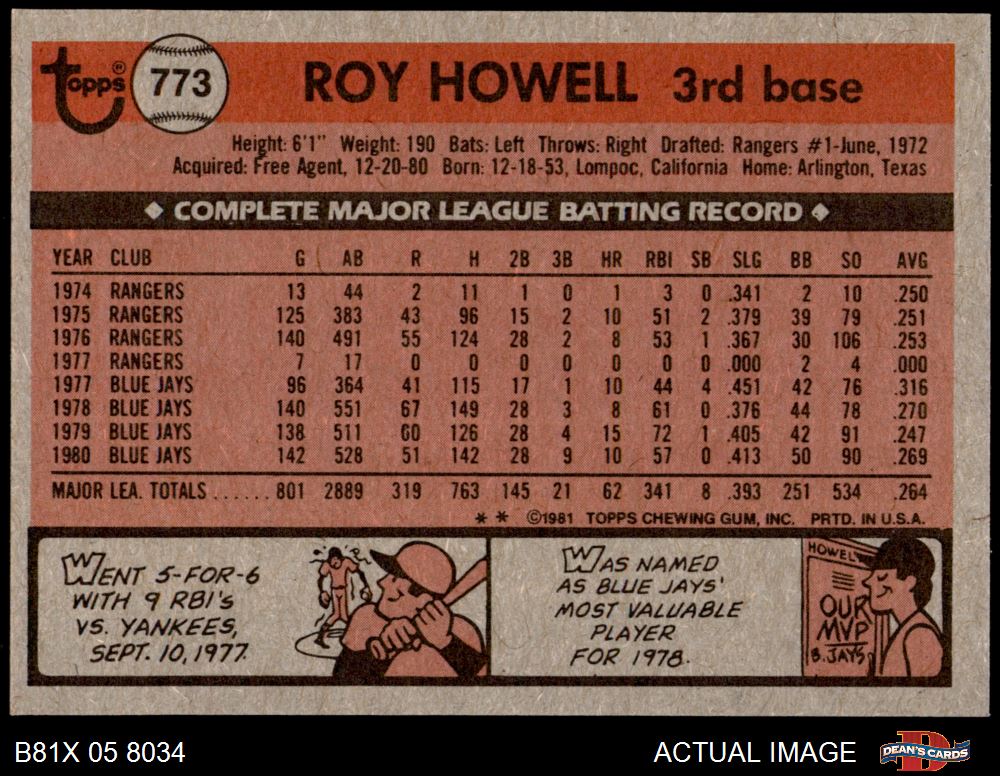 topps® 773 ROY HOWELL 3rd base
Height: 6'1" Weight: 190 Bats: Left Throws: Right Drafted: Rangers #1-June, 1972
Acquired: Free Agent, 12-20-80 Born: 12-18-53, Lompoc, California Home: Arlington, Texas
◆ COMPLETE MAJOR LEAGUE BATTING RECORD ◆
YEAR CLUB G AB R H 2B 3B HR RBI SB SLG BB SO AVG
1974 RANGERS 13 44 2 11 1 0 1 3 0 .341 2 10 .250
1975 RANGERS 125 383 43 96 15 2 10 51 2 .379 39 79 .251
1976 RANGERS 140 491 55 124 28 2 8 53 1 .367 30 106 .253
1977 RANGERS 7 17 0 0 0 0 0 0 0 .000 2 4 .000
1977 BLUE JAYS 96 364 41 115 17 1 10 44 4 .451 42 76 .316
1978 BLUE JAYS 140 551 67 149 28 3 8 61 0 .376 44 78 .270
1979 BLUE JAYS 138 511 60 126 28 4 15 72 1 .405 42 91 .247
1980 BLUE JAYS 142 528 51 142 28 9 10 57 0 .413 50 90 .269
MAJOR LEA. TOTALS ...... 801 2889 319 763 145 21 62 341 8 .393 251 534 .264
* * ©1981 TOPPS CHEWING GUM, INC. PRTD. IN U.S.A.
WENT 5-FOR-6
WITH 9 RBI'S
VS. YANKEES,
SEPT. 10, 1977.
WAS NAMED
AS BLUE JAYS'
MOST VALUABLE
PLAYER
FOR 1978.
HOWELL
OUR
MVP
B. JAYS
B81X 05 8034 ACTUAL IMAGE DEAN'S CARDS